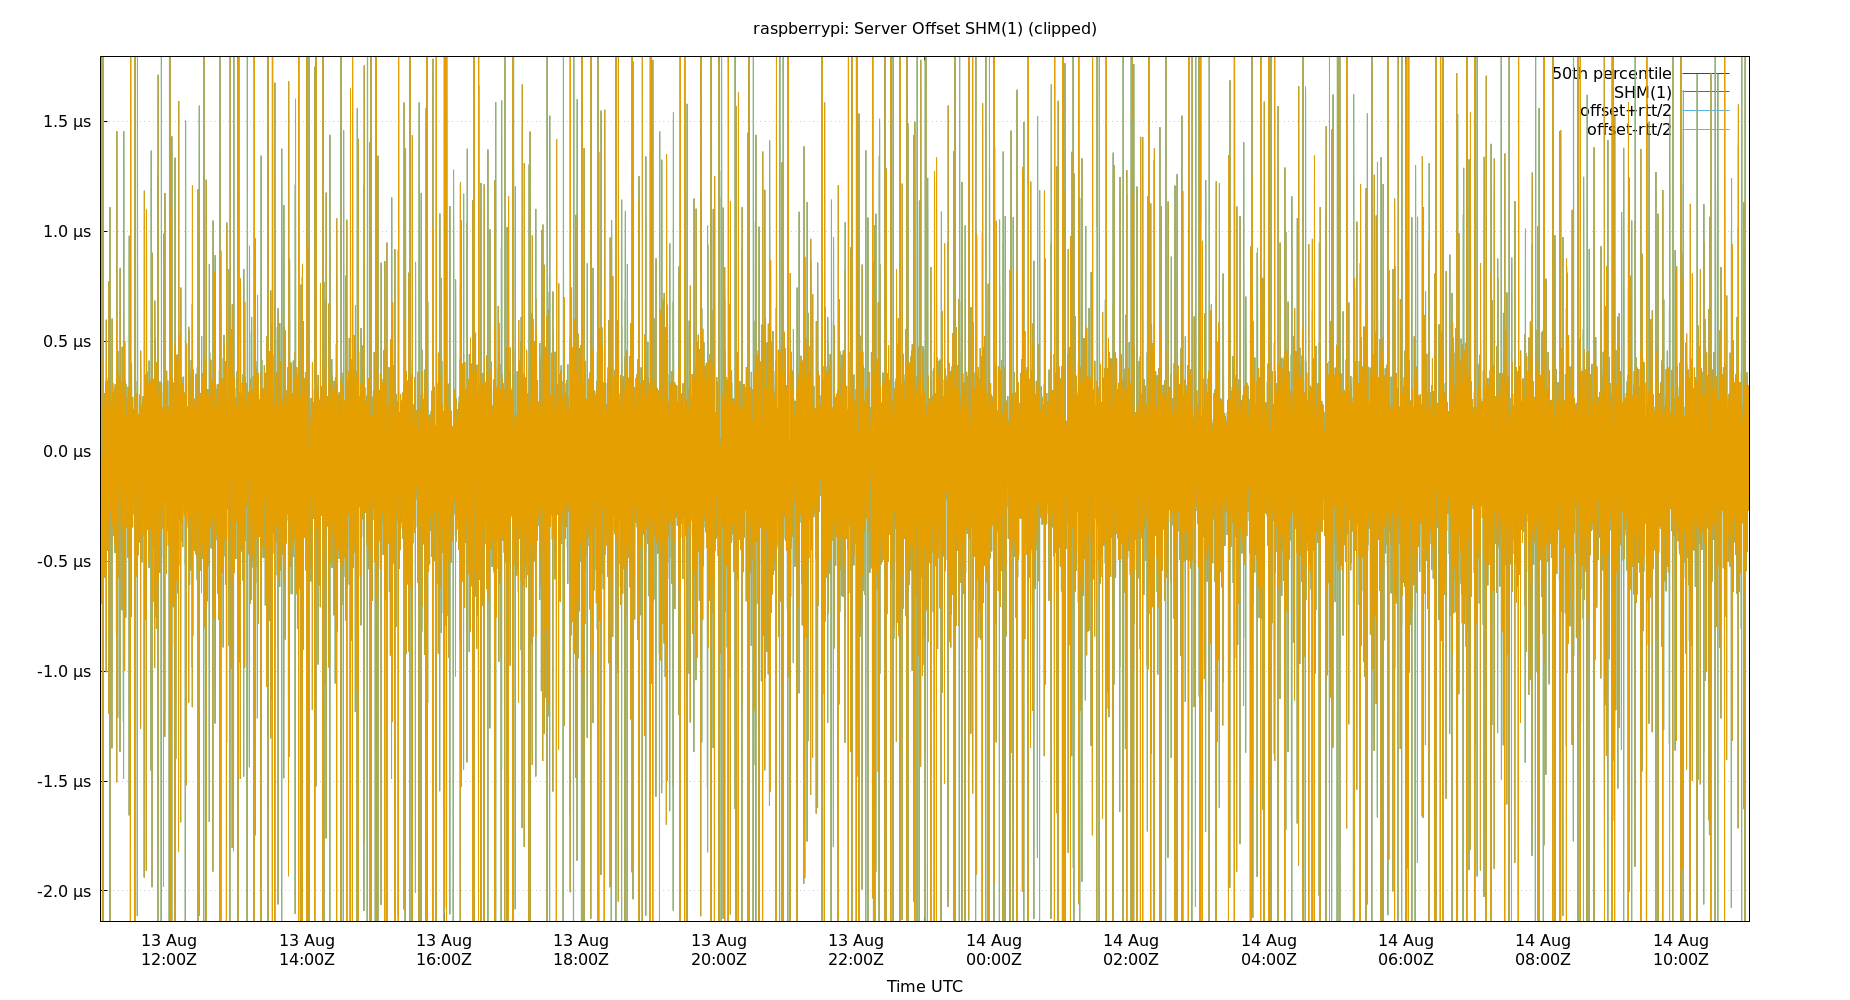 raspberrypi: Server Offset SHM(1) (clipped)
50th percentile
SHM(1)
offset+rtt/2
offset-rtt/2
1.5 µs
1.0 µs
0.5 µs
0.0 µs
-0.5 µs
-1.0 µs
-1.5 µs
-2.0 µs
13 Aug 13 Aug 13 Aug 13 Aug 13 Aug 13 Aug 14 Aug 14 Aug 14 Aug 14 Aug 14 Aug 14 Aug
12:00Z 14:00Z 16:00Z 18:00Z 20:00Z 22:00Z 00:00Z 02:00Z 04:00Z 06:00Z 08:00Z 10:00Z
Time UTC